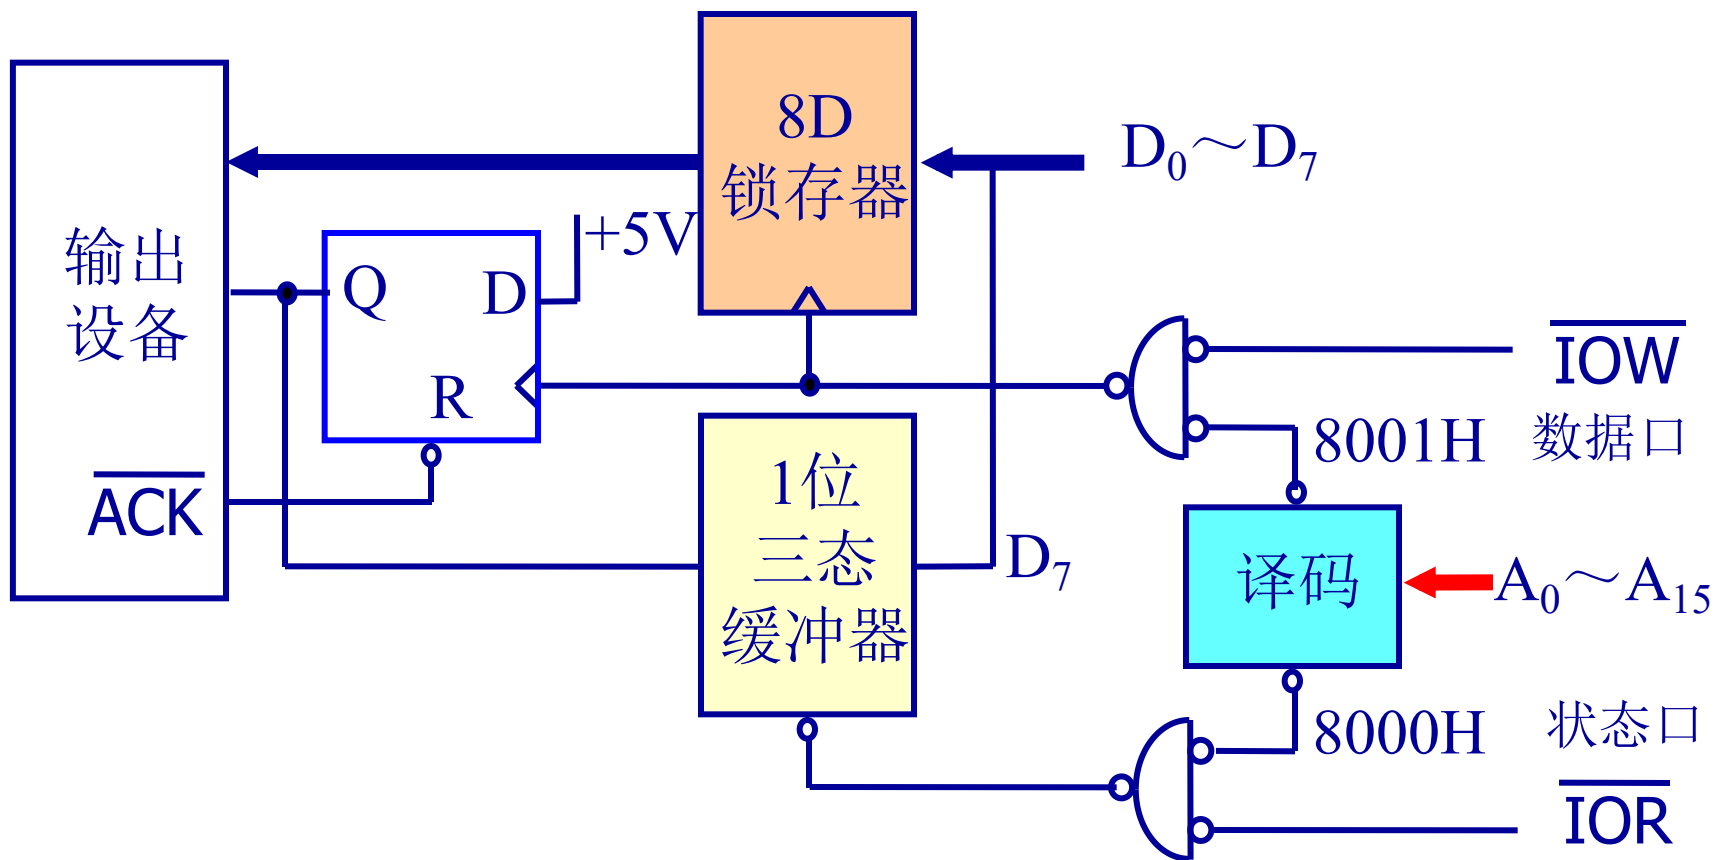 8D
锁存器
D₀～D₇
输出
设备
+5V
Q
D
R
ACK
IOW
8001H
数据口
1位
三态
缓冲器
D₇
译码
A₀～A₁₅
8000H
状态口
IOR